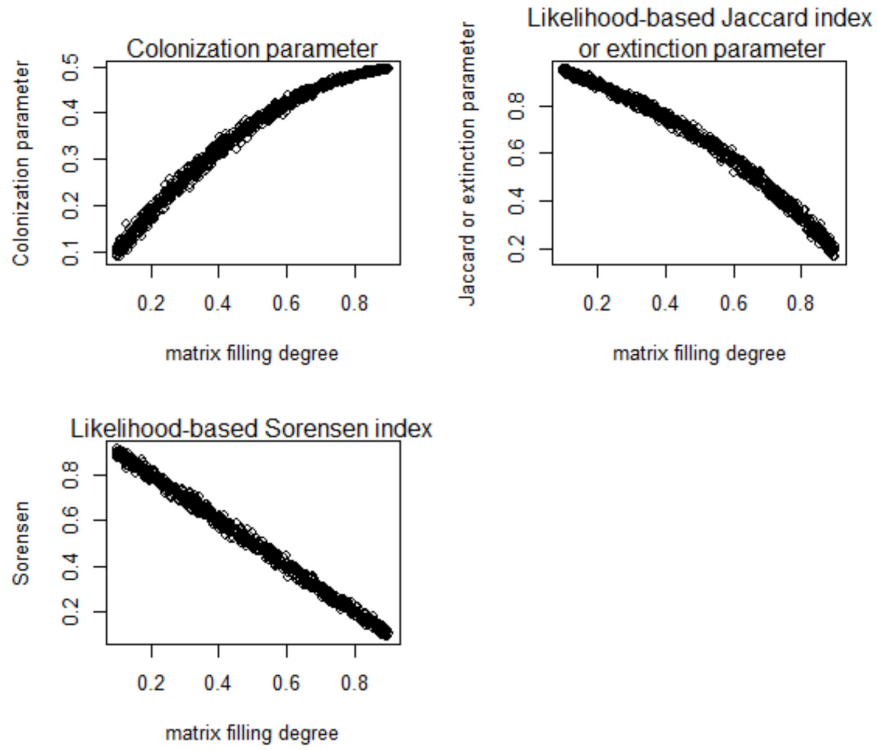 Colonization parameter
Colonization parameter
0.5
0.4
0.3
0.2
0.1
0.2 0.4 0.6 0.8
matrix filling degree
Likelihood-based Jaccard index
or extinction parameter
Jaccard or extinction parameter
0.8
0.6
0.4
0.2
0.2 0.4 0.6 0.8
matrix filling degree
Likelihood-based Sorensen index
Sorensen
0.8
0.6
0.4
0.2
0.2 0.4 0.6 0.8
matrix filling degree